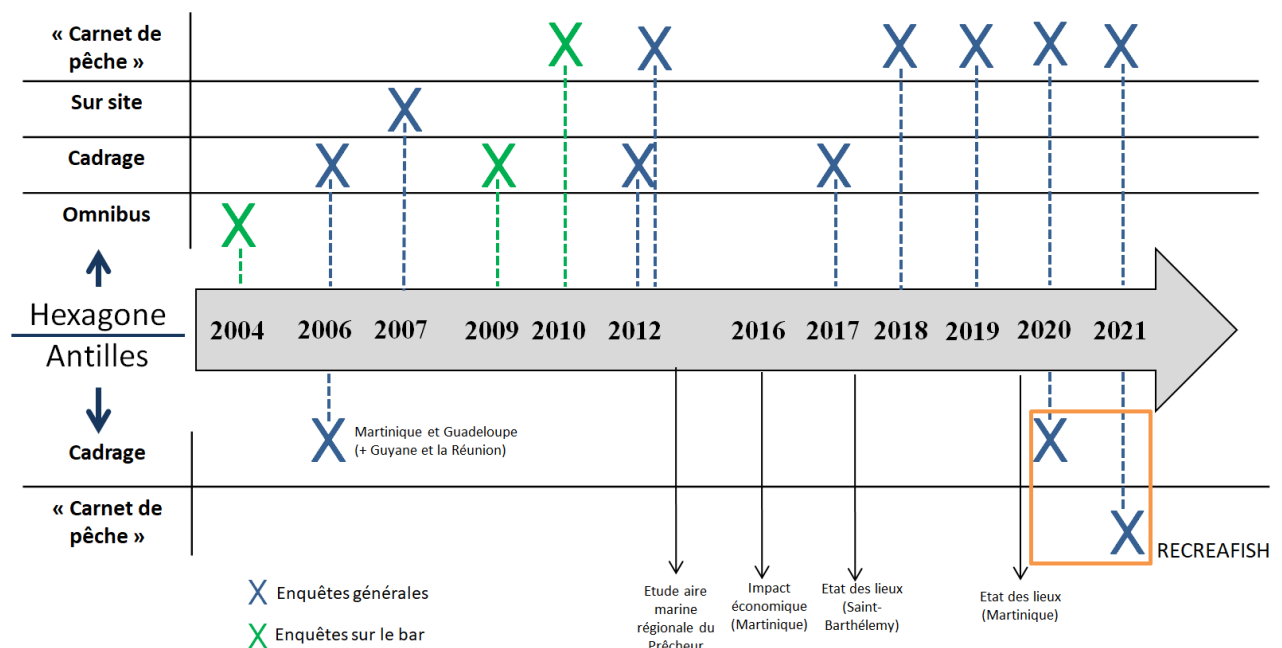 « Carnet de
pêche »
Sur site
Cadrage
Omnibus
Hexagone
Antilles
2004 2006 2007 2009 2010 2012 2016 2017 2018 2019 2020 2021
Cadrage
Martinique et Guadeloupe
(+ Guyane et la Réunion)
« Carnet de
pêche »
RECREAFISH
X Enquêtes générales
X Enquêtes sur le bar
Etude aire
marine
régionale du
Prêcheur
Impact
économique
(Martinique)
Etat des lieux
(Saint-
Barthélemy)
Etat des lieux
(Martinique)